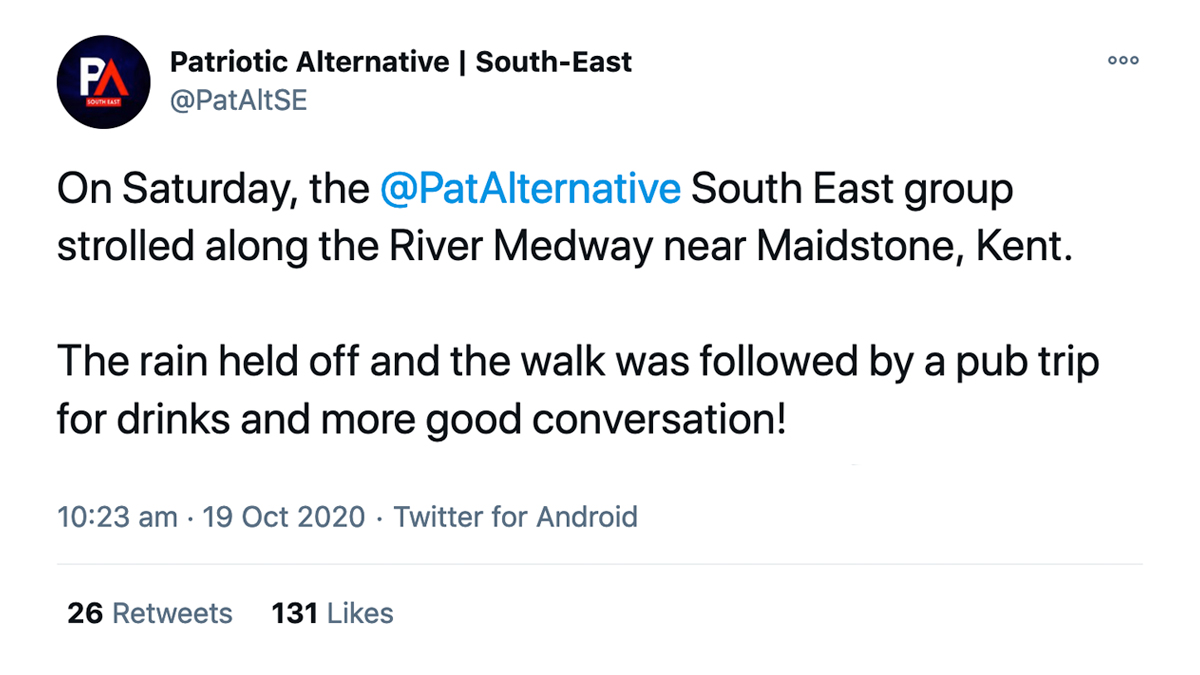 PA
SOUTH EAST
Patriotic Alternative | South-East
@PatAltSE
On Saturday, the @PatAlternative South East group
strolled along the River Medway near Maidstone, Kent.
The rain held off and the walk was followed by a pub trip
for drinks and more good conversation!
10:23 am · 19 Oct 2020 · Twitter for Android
26 Retweets 131 Likes